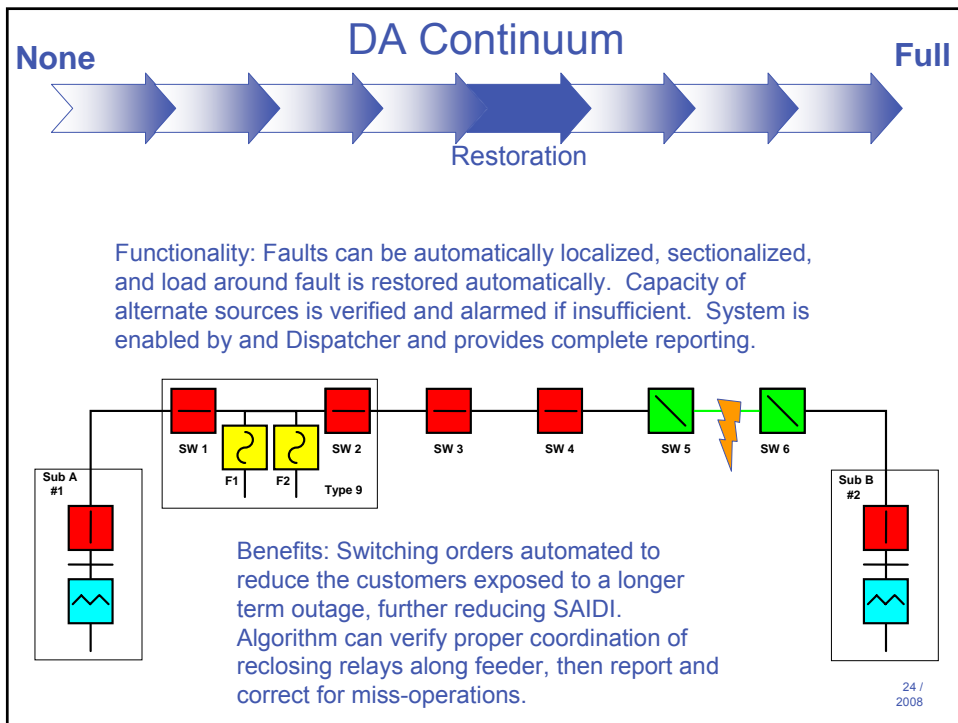 DA Continuum
None
Full
Restoration
Functionality: Faults can be automatically localized, sectionalized,
and load around fault is restored automatically. Capacity of
alternate sources is verified and alarmed if insufficient. System is
enabled by and Dispatcher and provides complete reporting.
SW 1
SW 2
SW 3
SW 4
SW 5
SW 6
F1
F2
Type 9
Sub A
#1
Sub B
#2
Benefits: Switching orders automated to
reduce the customers exposed to a longer
term outage, further reducing SAIDI.
Algorithm can verify proper coordination of
reclosing relays along feeder, then report and
correct for miss-operations.
24 /
2008